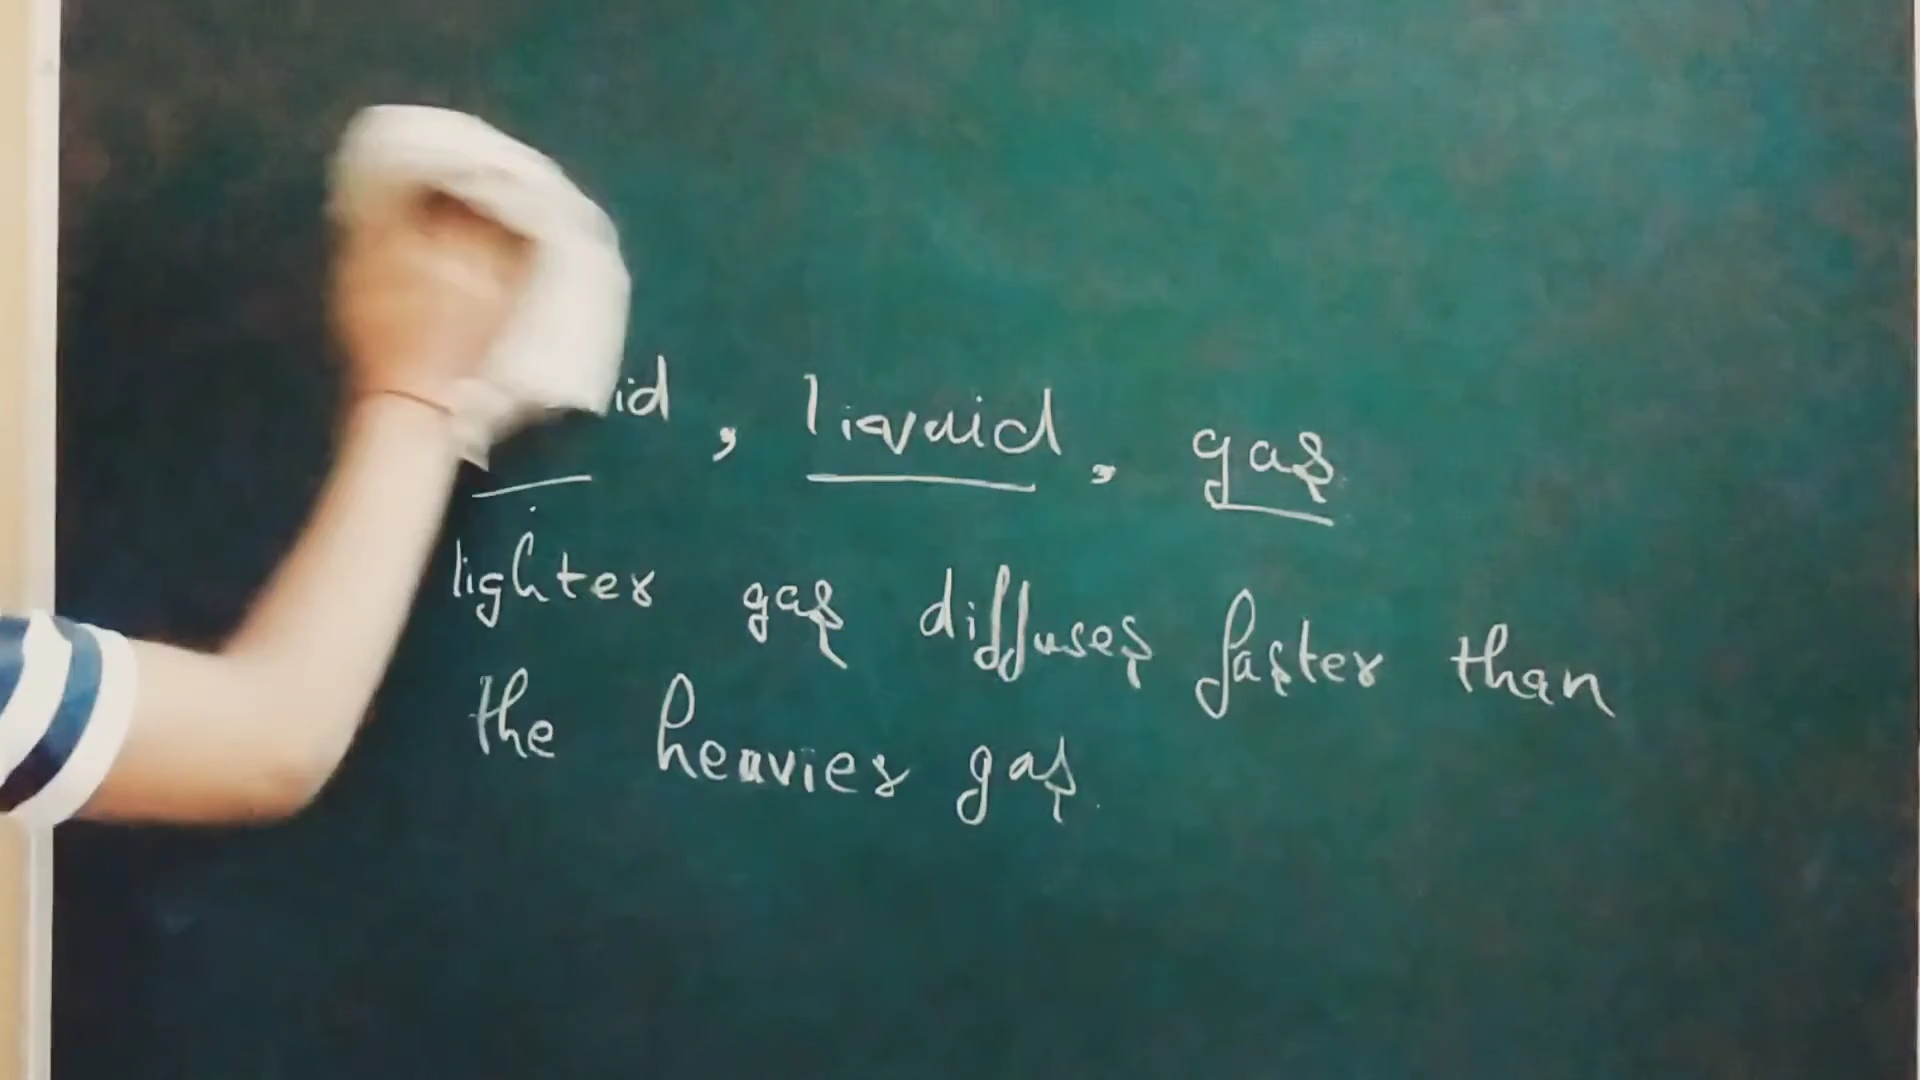 id, liquid, gas
lighter gas diffuses faster than
the heavier gas